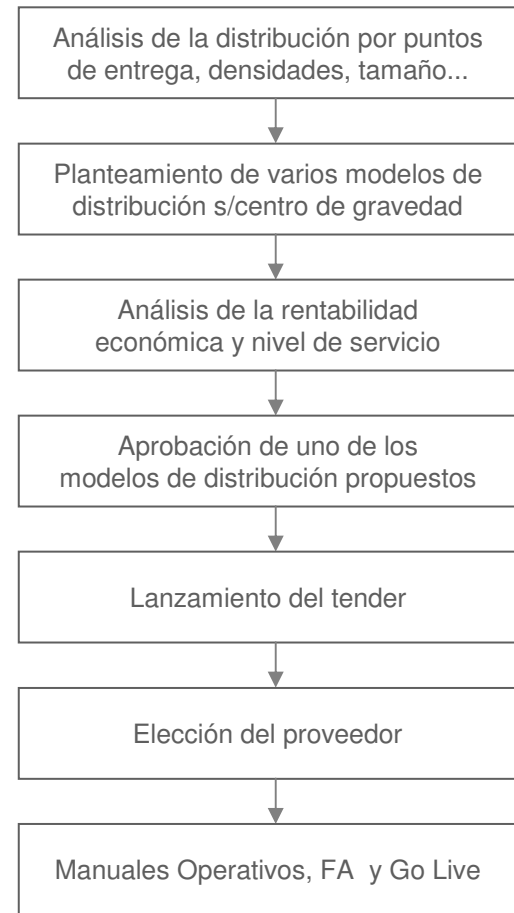 Análisis de la distribución por puntos
de entrega, densidades, tamaño...
Planteamiento de varios modelos de
distribución s/centro de gravedad
Análisis de la rentabilidad
económica y nivel de servicio
Aprobación de uno de los
modelos de distribución propuestos
Lanzamiento del tender
Elección del proveedor
Manuales Operativos, FA y Go Live